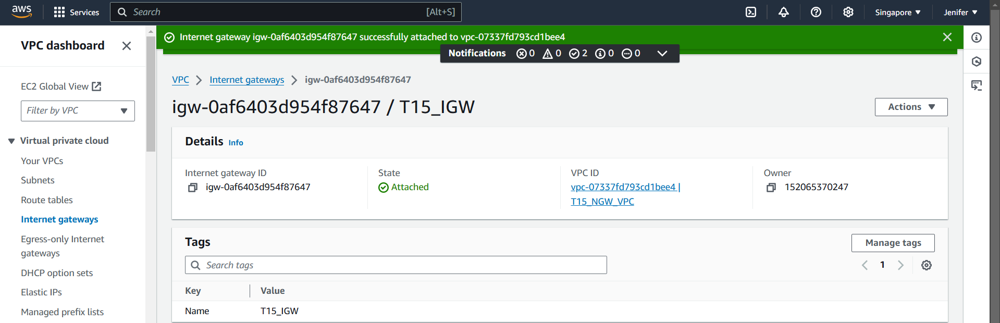 aws
Services
Search
[Alt+S]
Singapore
Jenifer
VPC dashboard
EC2 Global View
Filter by VPC
Virtual private cloud
Your VPCs
Subnets
Route tables
Internet gateways
Egress-only Internet
gateways
DHCP option sets
Elastic IPs
Managed prefix lists
Internet gateway igw-0af6403d954f87647 successfully attached to vpc-07337fd793cd1bee4
Notifications 0 0 2 0 0
VPC > Internet gateways > igw-0af6403d954f87647
igw-0af6403d954f87647 / T15_IGW
Actions
Details Info
Internet gateway ID
igw-0af6403d954f87647
State
Attached
VPC ID
vpc-07337fd793cd1bee4 |
T15_NGW_VPC
Owner
152065370247
Tags
Manage tags
Search tags
1
Key Value
Name T15_IGW